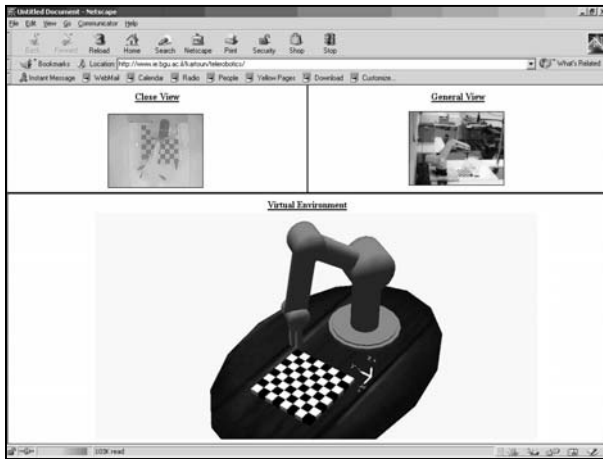 Untitled Document - Netscape
File Edit View Go Communicator Help
Back Forward Reload Home Search Netscape Print Security Shop Stop
Bookmarks Location: http://www.ie.bgu.ac.il/kartoun/telerobotics/ What's Related
Instant Message WebMail Calendar Radio People Yellow Pages Download Customize...
Close View
General View
Virtual Environment
103K read